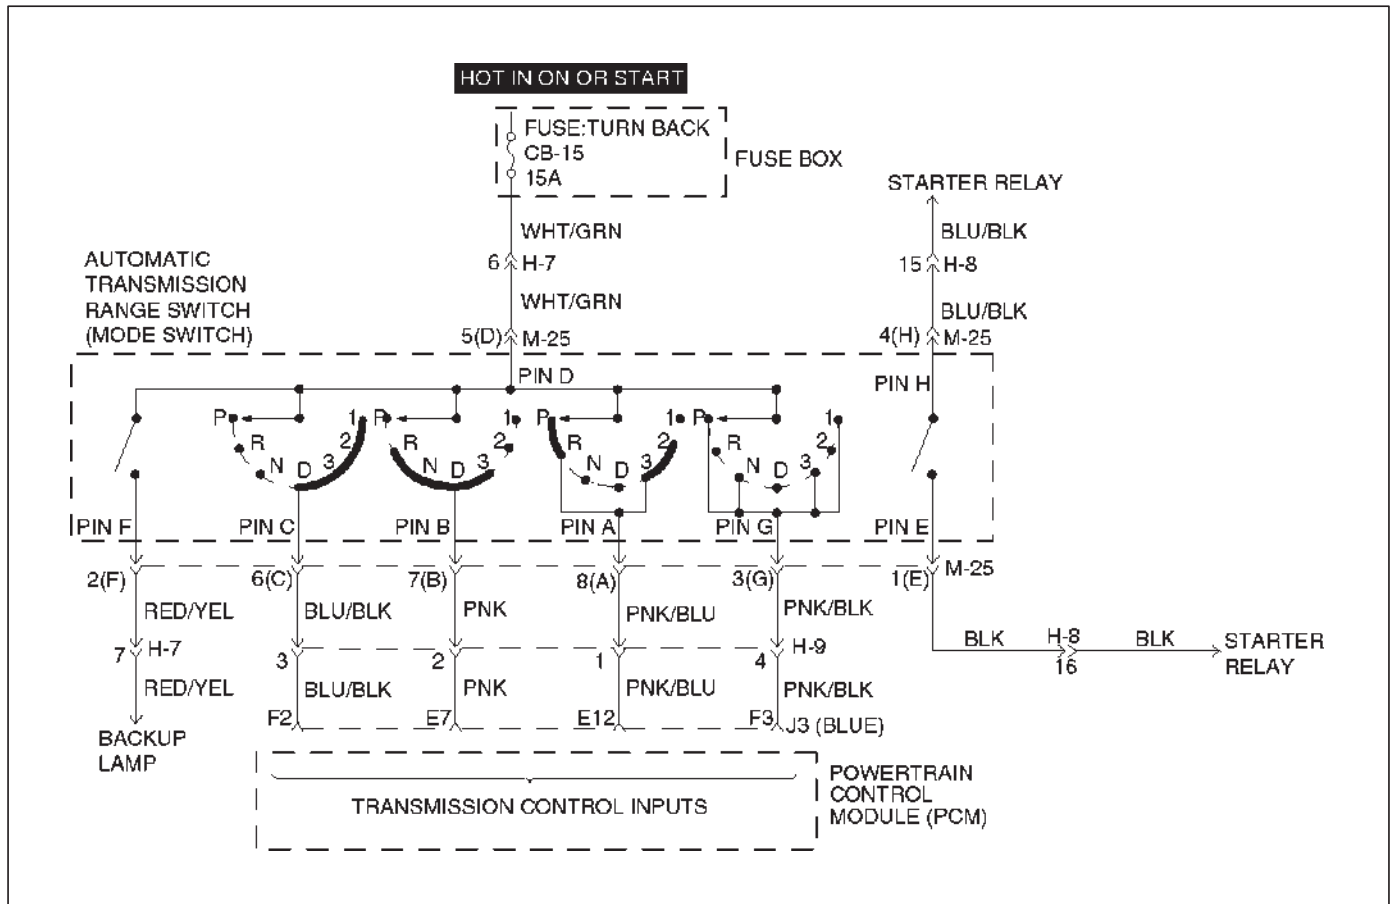 HOT IN ON OR START
FUSE:TURN BACK
CB-15
15A
FUSE BOX
STARTER RELAY
WHT/GRN
BLU/BLK
6 H-7
15 H-8
WHT/GRN
BLU/BLK
AUTOMATIC
TRANSMISSION
RANGE SWITCH
(MODE SWITCH)
5(D) M-25
4(H) M-25
PIN D
PIN H
P R N D 3 2 1
P R N D 3 2 1
P R N D 3 2 1
P R N D 3 2 1
PIN F
PIN C
PIN B
PIN A
PIN G
PIN E
2(F)
6(C)
7(B)
8(A)
3(G)
1(E)
M-25
RED/YEL
BLU/BLK
PNK
PNK/BLU
PNK/BLK
BLK
H-8
16
BLK
STARTER
RELAY
7 H-7
3
2
1
4
H-9
RED/YEL
BLU/BLK
PNK
PNK/BLU
PNK/BLK
F2
E7
E12
F3
J3 (BLUE)
BACKUP
LAMP
TRANSMISSION CONTROL INPUTS
POWERTRAIN
CONTROL
MODULE (PCM)